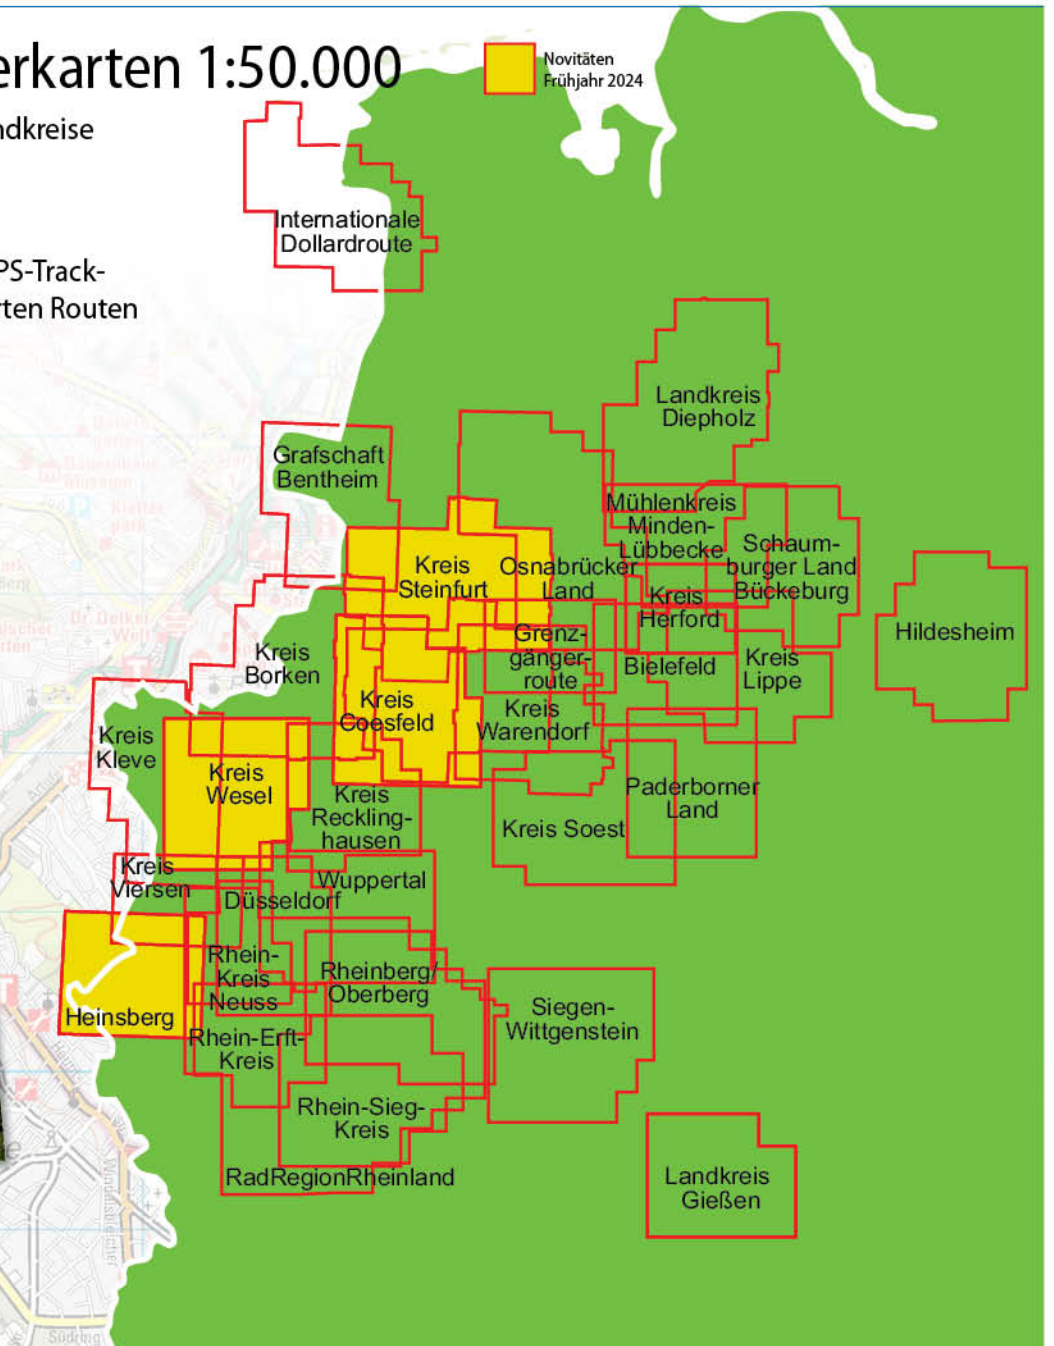 erkarten 1:50.000
Novitäten
Frühjahr 2024
ndkreise
Internationale
Dollardroute
PS-Track-
rten Routen
Landkreis
Diepholz
Grafschaft
Bentheim
Mühlenkreis
Minden-
Lübbecke
Schaum-
burger Land
Bückeburg
Kreis
Steinfurt
Osnabrücker
Land
Kreis
Herford
Hildesheim
Grenz-
gänger-
route
Bielefeld
Kreis
Lippe
Kreis
Borken
Kreis
Coesfeld
Kreis
Warendorf
Kreis
Kleve
Kreis
Wesel
Kreis
Reckling-
hausen
Kreis Soest
Paderborner
Land
Kreis
Viersen
Wuppertal
Düsseldorf
Rhein-
Kreis
Neuss
Rheinberg/
Oberberg
Siegen-
Wittgenstein
Heinsberg
Rhein-Erft-
Kreis
Rhein-Sieg-
Kreis
RadRegionRheinland
Landkreis
Gießen
Dr. Oetker
Welt
Südring